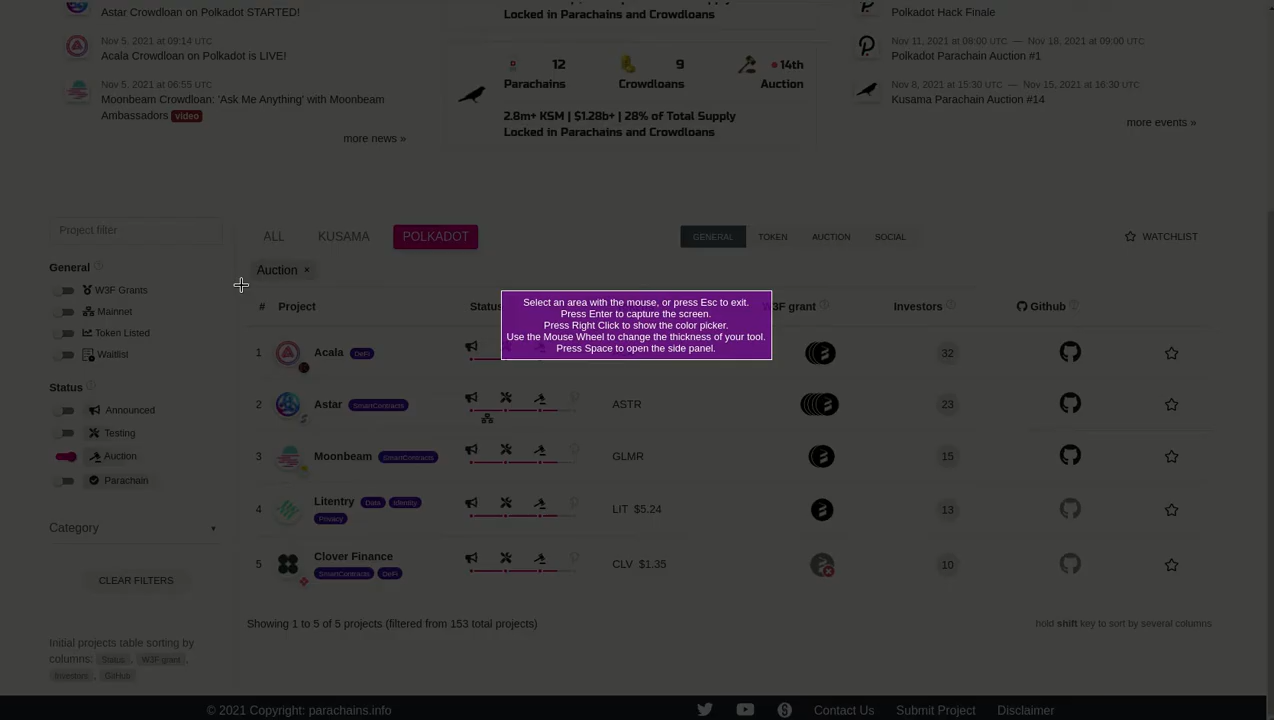 Astar Crowdloan on Polkadot STARTED!
Nov 5, 2021 at 09:14 UTC
Acala Crowdloan on Polkadot is LIVE!
Nov 5, 2021 at 06:55 UTC
Moonbeam Crowdloan: 'Ask Me Anything' with Moonbeam
Ambassadors video
more news »
Locked in Parachains and Crowdloans
12 9 14th
Parachains Crowdloans Auction
2.8m+ KSM | $1.28b+ | 28% of Total Supply
Locked in Parachains and Crowdloans
Polkadot Hack Finale
Nov 11, 2021 at 08:00 UTC — Nov 18, 2021 at 09:00 UTC
Polkadot Parachain Auction #1
Nov 8, 2021 at 15:30 UTC — Nov 15, 2021 at 16:30 UTC
Kusama Parachain Auction #14
more events »
Project filter
General
W3F Grants
Mainnet
Token Listed
Waitlist
Status
Announced
Testing
Auction
Parachain
Category
CLEAR FILTERS
Initial projects table sorting by
columns: Status, W3F grant,
Investors, GitHub
ALL KUSAMA POLKADOT GENERAL TOKEN AUCTION SOCIAL WATCHLIST
Auction ×
# Project Status W3F grant Investors Github
Select an area with the mouse, or press Esc to exit.
Press Enter to capture the screen.
Press Right Click to show the color picker.
Use the Mouse Wheel to change the thickness of your tool.
Press Space to open the side panel.
1 Acala DeFi 32
2 Astar SmartContracts ASTR 23
3 Moonbeam SmartContracts GLMR 15
4 Litentry Data Identity Privacy LIT $5.24 13
5 Clover Finance SmartContracts DeFi CLV $1.35 10
Showing 1 to 5 of 5 projects (filtered from 153 total projects)
hold shift key to sort by several columns
© 2021 Copyright: parachains.info
Contact Us Submit Project Disclaimer